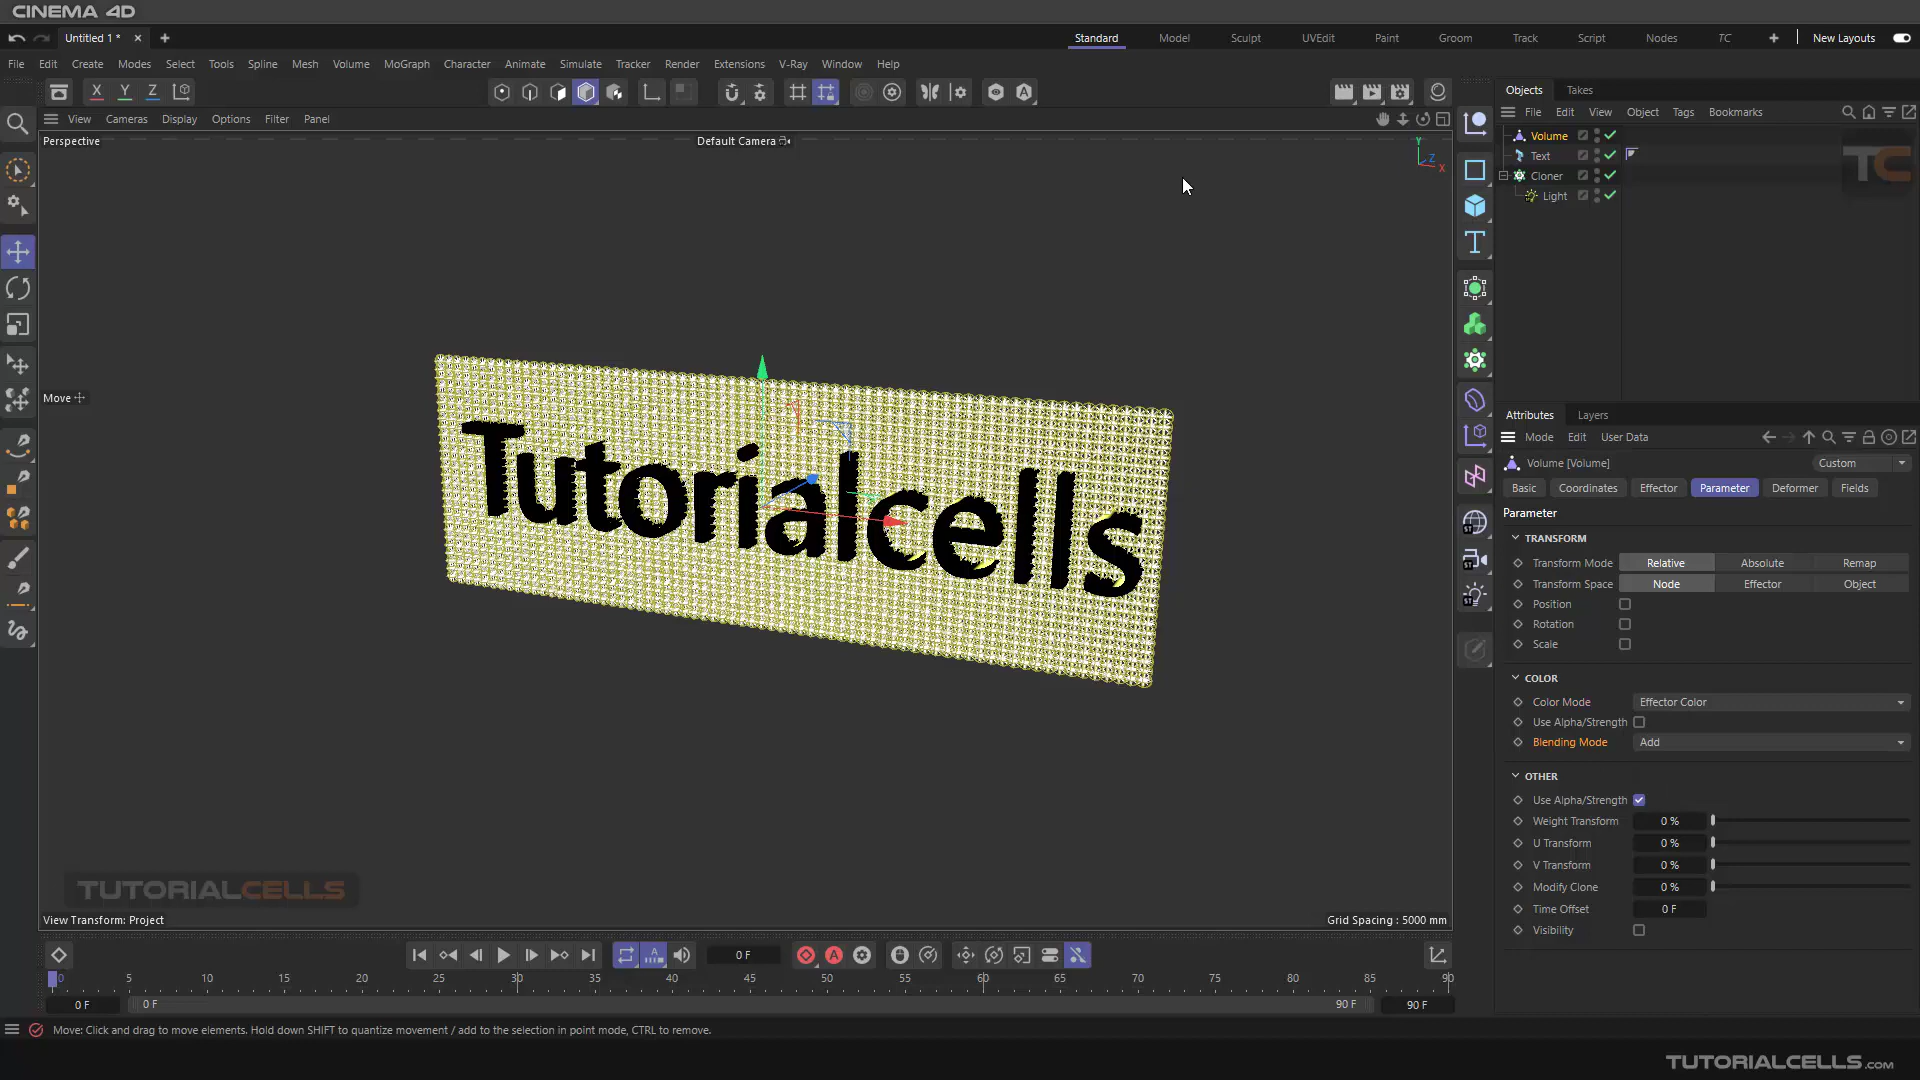 CINEMA 4D
Untitled 1 *
Standard Model Sculpt UVEdit Paint Groom Track Script Nodes TC New Layouts
File Edit Create Modes Select Tools Spline Mesh Volume MoGraph Character Animate Simulate Tracker Render Extensions V-Ray Window Help
X Y Z
View Cameras Display Options Filter Panel
Perspective
Default Camera
Y
Z
X
Move
Tutorialcells
TUTORIALCELLS
View Transform: Project
Grid Spacing : 5000 mm
Objects Takes
File Edit View Object Tags Bookmarks
Volume
Text
Cloner
Light
TC
Attributes Layers
Mode Edit User Data
Volume [Volume]
Custom
Basic Coordinates Effector Parameter Deformer Fields
Parameter
TRANSFORM
Transform Mode Relative Absolute Remap
Transform Space Node Effector Object
Position
Rotation
Scale
COLOR
Color Mode Effector Color
Use Alpha/Strength
Blending Mode Add
OTHER
Use Alpha/Strength
Weight Transform 0 %
U Transform 0 %
V Transform 0 %
Modify Clone 0 %
Time Offset 0 F
Visibility
0 F
0 5 10 15 20 25 30 35 40 45 50 55 60 65 70 75 80 85 90
0 F 0 F 90 F 90 F
Move: Click and drag to move elements. Hold down SHIFT to quantize movement / add to the selection in point mode, CTRL to remove.
TUTORIALCELLS.com